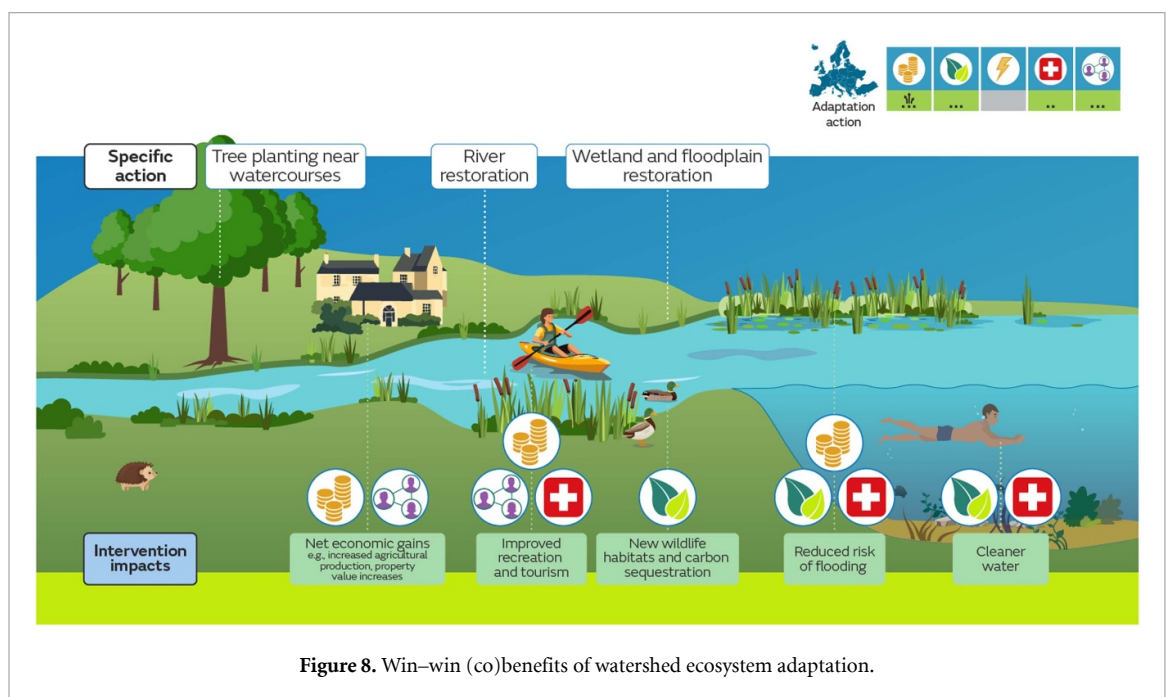 Adaptation
action
Specific
action
Tree planting near
watercourses
River
restoration
Wetland and floodplain
restoration
Intervention
impacts
Net economic gains
e.g., increased agricultural
production, property
value increases
Improved
recreation
and tourism
New wildlife
habitats and carbon
sequestration
Reduced risk
of flooding
Cleaner
water
Figure 8. Win–win (co)benefits of watershed ecosystem adaptation.